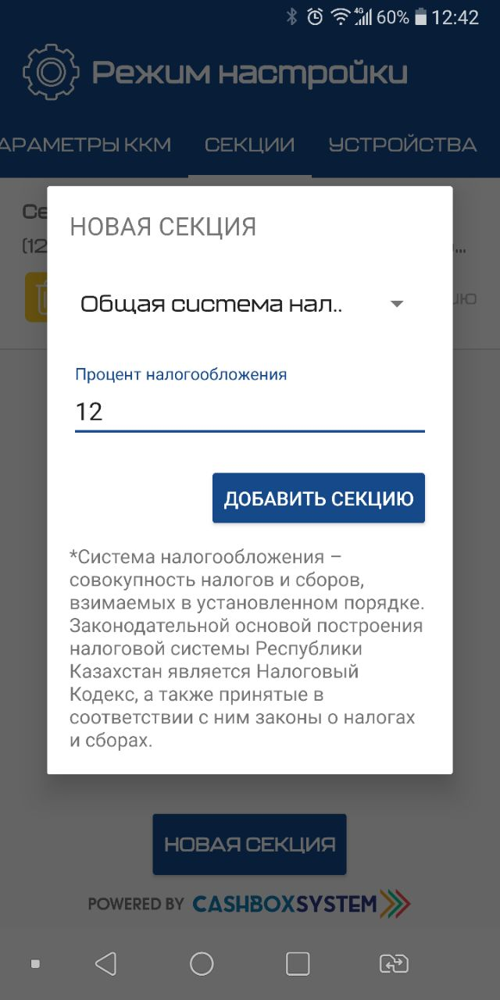 4G 60% 12:42
Режим настройки
АРАМЕТРЫ ККМ СЕКЦИИ УСТРОЙСТВА
НОВАЯ СЕКЦИЯ
Общая система нал..
Процент налогообложения
12
ДОБАВИТЬ СЕКЦИЮ
*Система налогообложения –
совокупность налогов и сборов,
взимаемых в установленном порядке.
Законодательной основой построения
налоговой системы Республики
Казахстан является Налоговый
Кодекс, а также принятые в
соответствии с ним законы о налогах
и сборах.
НОВАЯ СЕКЦИЯ
POWERED BY CASHBOXSYSTEM